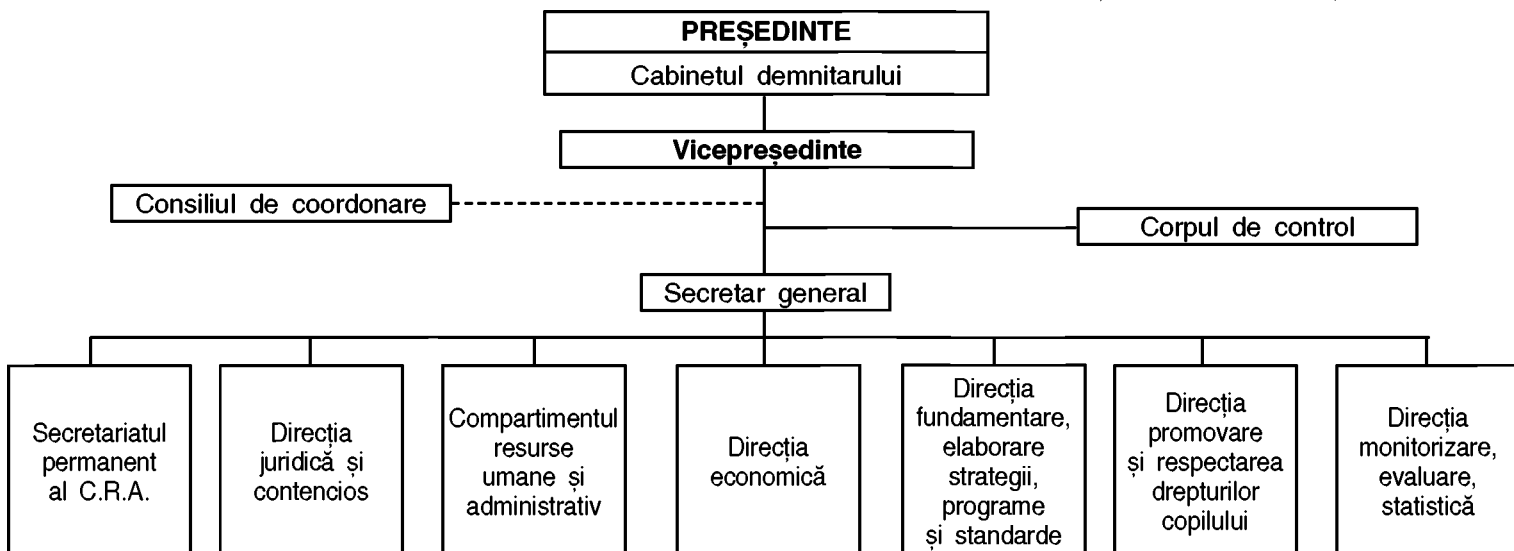 PREȘEDINTE
Cabinetul demnitarului
Vicepreședinte
Consiliul de coordonare
Corpul de control
Secretar general
Secretariatul
permanent
al C.R.A.
Direcția
juridică și
contencios
Compartimentul
resurse
umane și
administrativ
Direcția
economică
Direcția
fundamentare,
elaborare
strategii,
programe
și standarde
Direcția
promovare
și respectarea
drepturilor
copilului
Direcția
monitorizare,
evaluare,
statistică